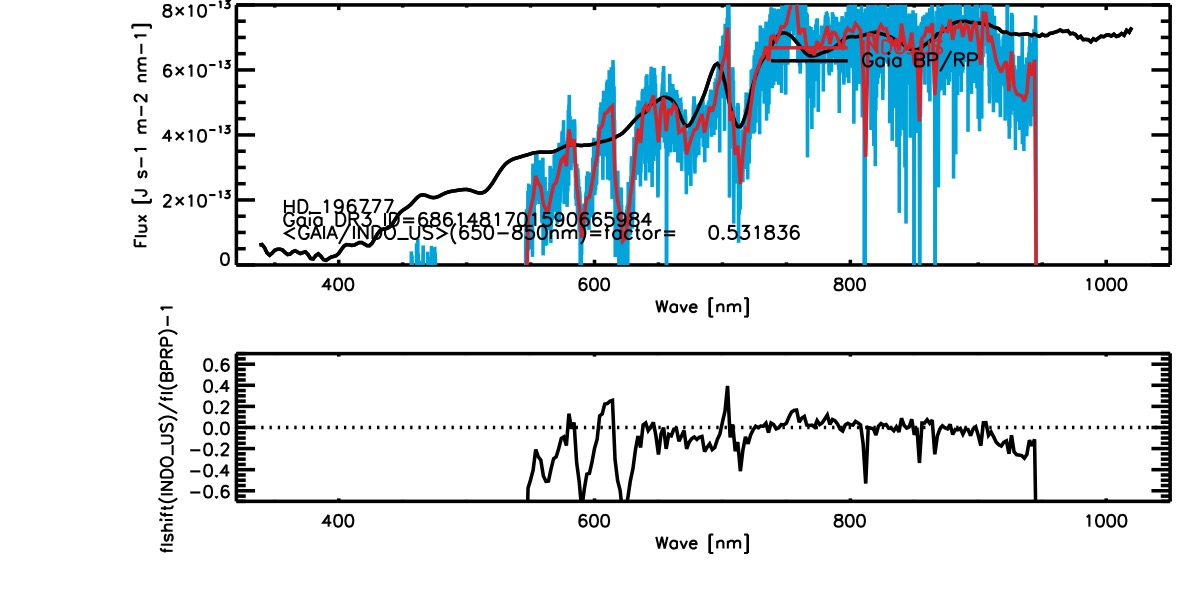 8×10−13
6×10−13
4×10−13
2×10−13
0
Flux [J s−1 m−2 nm−1]
Gaia BP/RP
HD_196777
Gaia DR3 ID=6861481701590665984
<GAIA/INDO_US>(650−850nm)=factor= 0.531836
400 600 800 1000
Wave [nm]
0.6
0.4
0.2
0.0
−0.2
−0.4
−0.6
flshift(INDO_US)/fl(BPRP)−1
400 600 800 1000
Wave [nm]